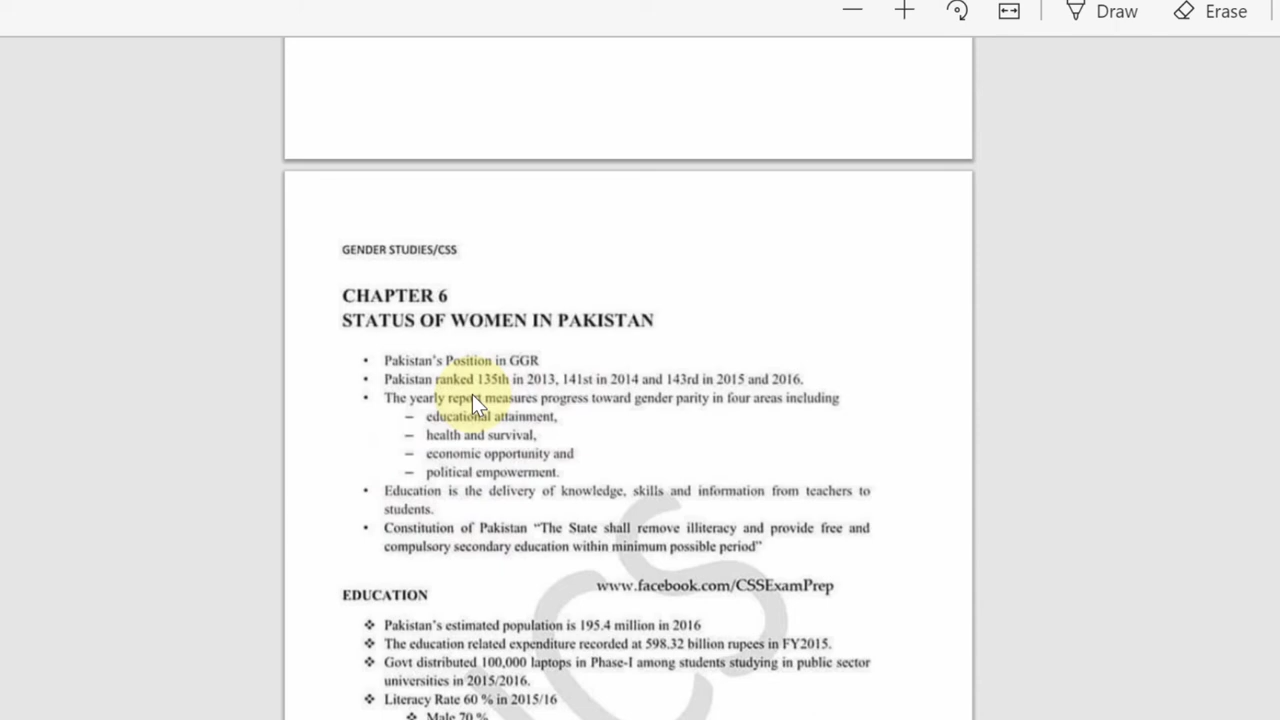 Draw
Erase
GENDER STUDIES/CSS
CHAPTER 6
STATUS OF WOMEN IN PAKISTAN
• Pakistan's Position in GGR
• Pakistan ranked 135th in 2013, 141st in 2014 and 143rd in 2015 and 2016.
• The yearly report measures progress toward gender parity in four areas including
– educational attainment,
– health and survival,
– economic opportunity and
– political empowerment.
• Education is the delivery of knowledge, skills and information from teachers to
students.
• Constitution of Pakistan “The State shall remove illiteracy and provide free and
compulsory secondary education within minimum possible period”
www.facebook.com/CSSExamPrep
EDUCATION
❖ Pakistan's estimated population is 195.4 million in 2016
❖ The education related expenditure recorded at 598.32 billion rupees in FY2015.
❖ Govt distributed 100,000 laptops in Phase-I among students studying in public sector
universities in 2015/2016.
❖ Literacy Rate 60 % in 2015/16
❖ Male 70 %